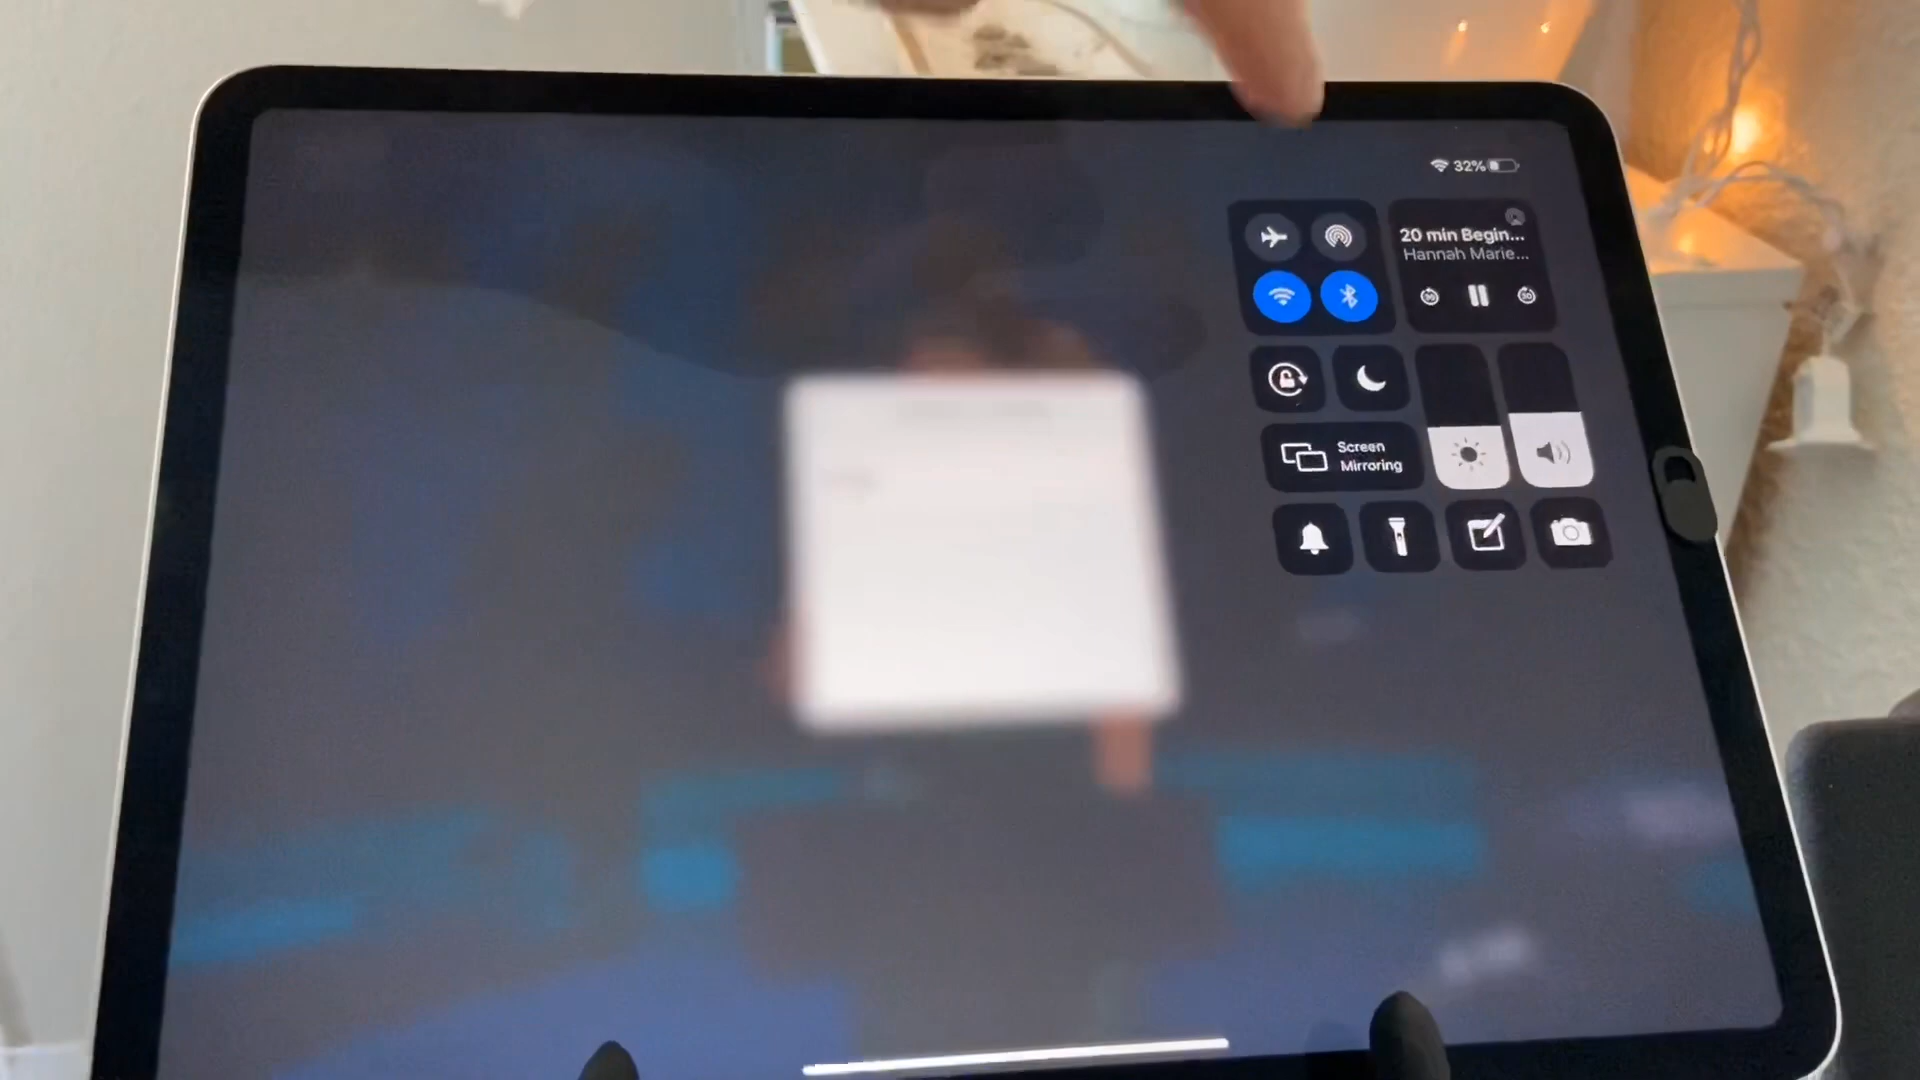 32%
20 min Begin...
Hannah Marie...
Screen
Mirroring